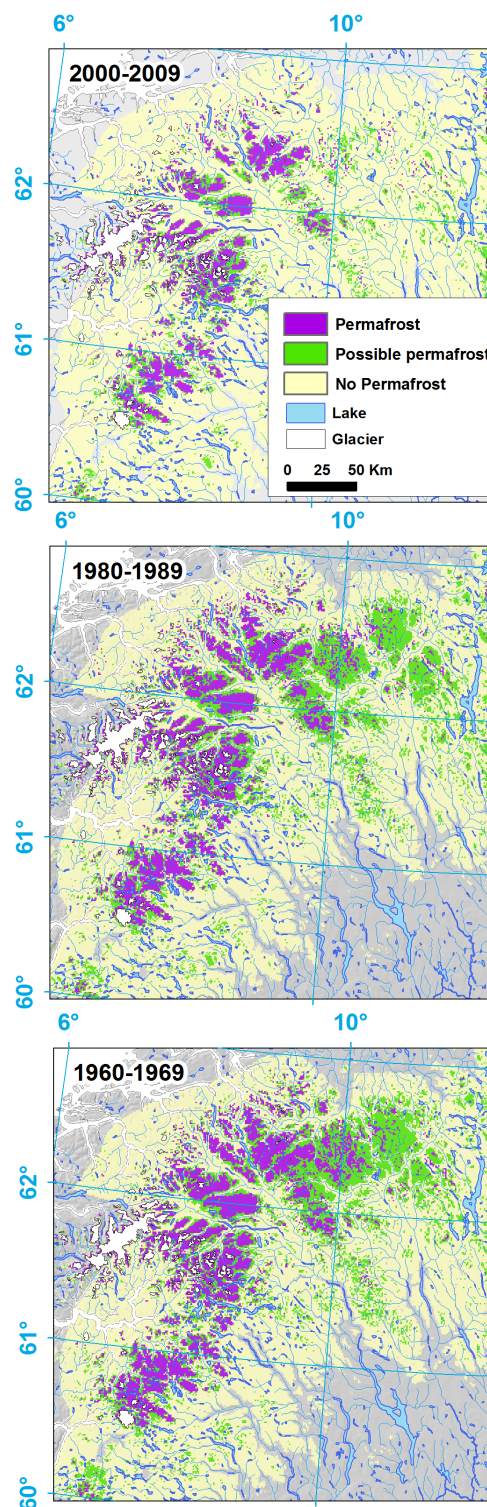 6° 10°
2000-2009
62°
61°
Permafrost
Possible permafrost
No Permafrost
Lake
Glacier
0 25 50 Km
60°
6° 10°
1980-1989
62°
61°
60°
6° 10°
1960-1969
62°
61°
60°